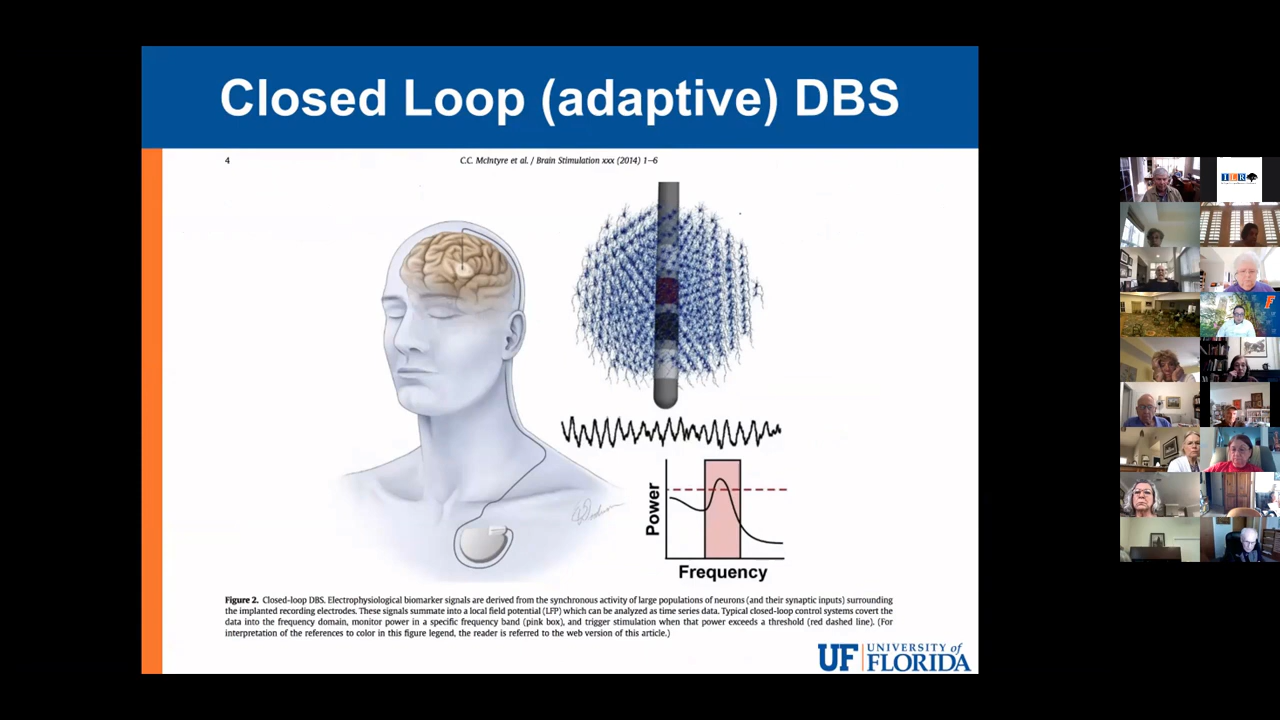 Closed Loop (adaptive) DBS
4
C.C. McIntyre et al. / Brain Stimulation xxx (2014) 1–6
Power
Frequency
Figure 2. Closed-loop DBS. Electrophysiological biomarker signals are derived from the synchronous activity of large populations of neurons (and their synaptic inputs) surrounding
the implanted recording electrodes. These signals summate into a local field potential (LFP) which can be analyzed as time series data. Typical closed-loop control systems covert the
data into the frequency domain, monitor power in a specific frequency band (pink box), and trigger stimulation when that power exceeds a threshold (red dashed line). (For
interpretation of the references to color in this figure legend, the reader is referred to the web version of this article.)
UF UNIVERSITY of
FLORIDA
ILR
F